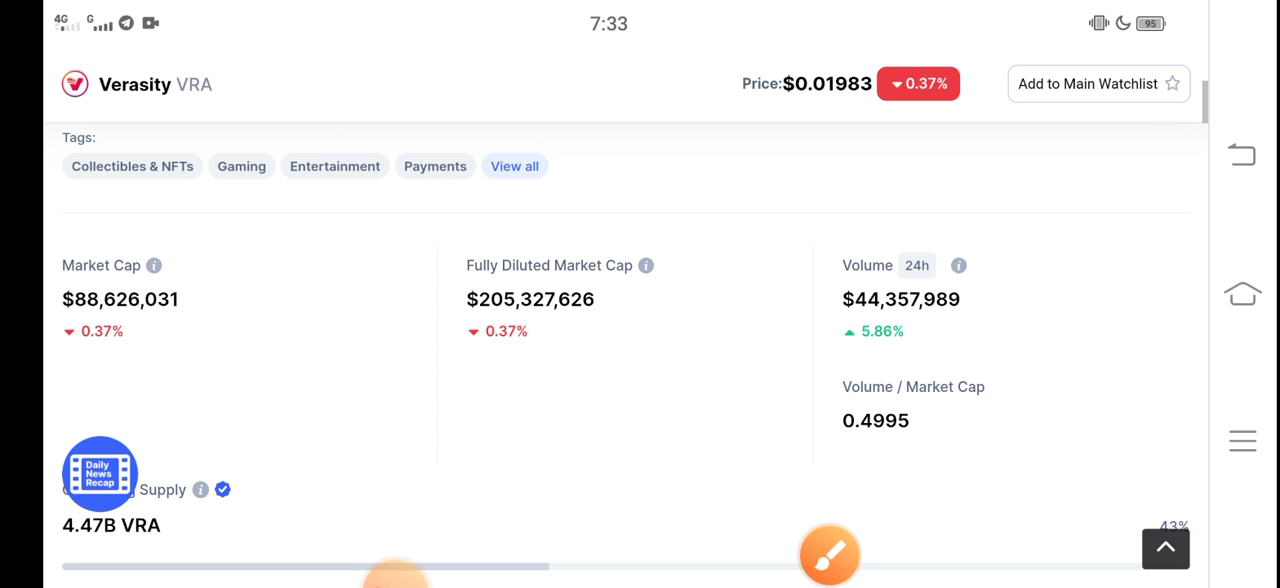 4G G 7:33 95
Verasity VRA Price:$0.01983 0.37% Add to Main Watchlist
Tags:
Collectibles & NFTs Gaming Entertainment Payments View all
Market Cap Fully Diluted Market Cap Volume 24h
$88,626,031 $205,327,626 $44,357,989
0.37% 0.37% 5.86%
Volume / Market Cap
0.4995
Daily
News
Recap
Supply
4.47B VRA 43%